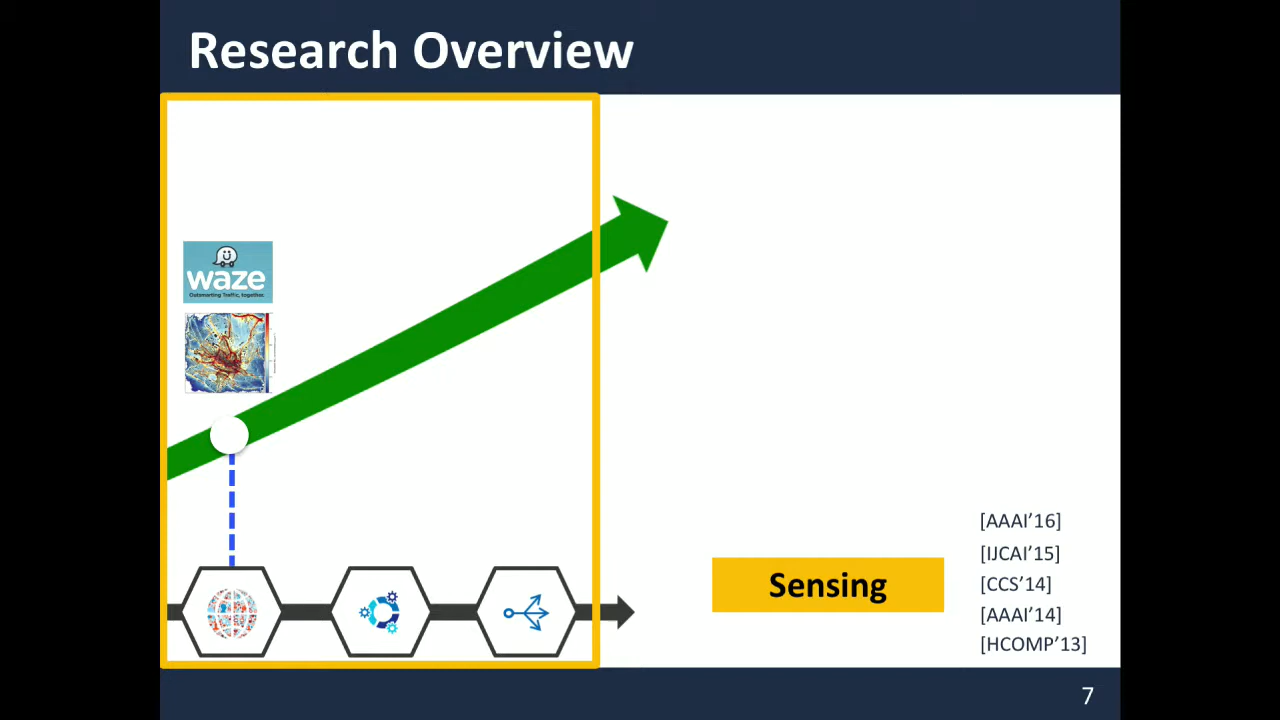 Research Overview
waze
Outsmarting Traffic, together.
Sensing
[AAAI’16]
[IJCAI’15]
[CCS’14]
[AAAI’14]
[HCOMP’13]
7